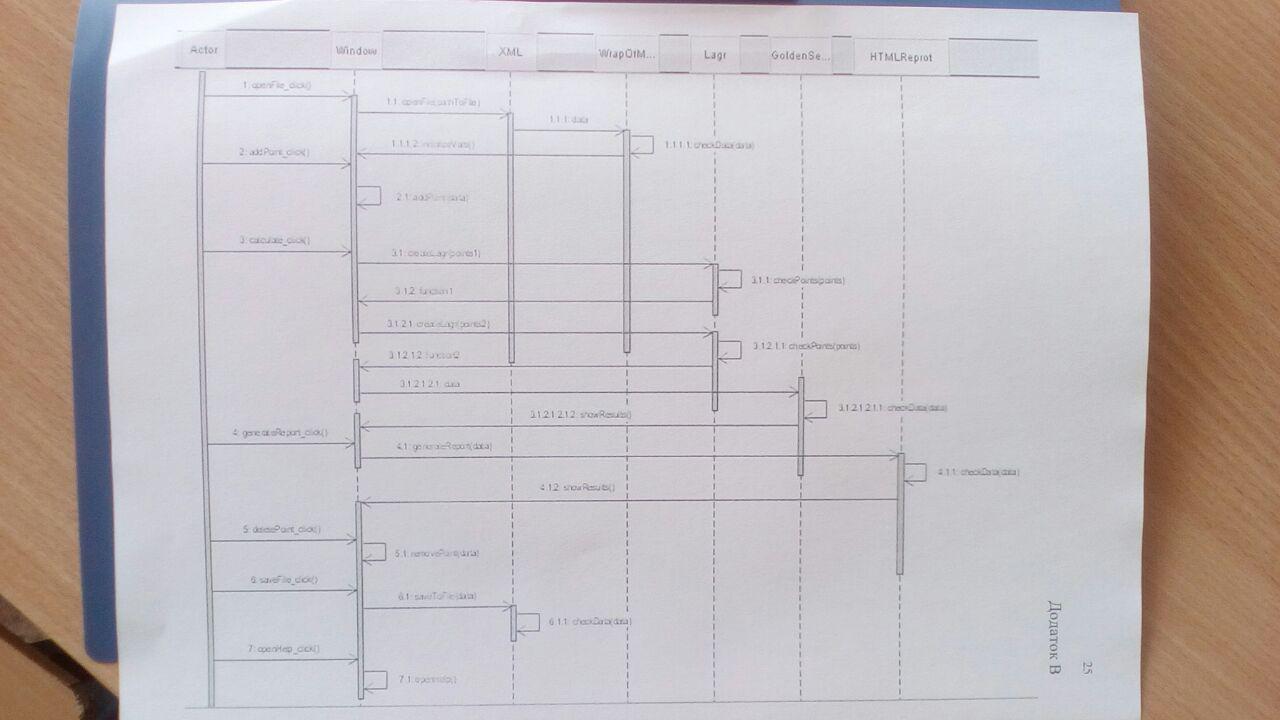 Actor
Window
XML
WrapOfM...
Lagr
GoldenSe...
HTMLReprot
1: openFile_click()
1.1: openFile(pathToFile)
1.1.1: data
1.1.1.1: checkData(data)
1.1.1.2: initializeVars()
2: addPoint_click()
2.1: addPoint(data)
3: calculate_click()
3.1: createLagr(points1)
3.1.1: checkPoints(points)
3.1.2: function1
3.1.2.1: createLagr(points2)
3.1.2.1.1: checkPoints(points)
3.1.2.1.2: function2
3.1.2.1.2.1: data
3.1.2.1.2.1.1: checkData(data)
3.1.2.1.2.1.2: showResults()
4: generateReport_click()
4.1: generateReport(data)
4.1.1: checkData(data)
4.1.2: showResults()
5: deletePoint_click()
5.1: removePoint(data)
6: saveFile_click()
6.1: saveToFile(data)
6.1.1: checkData(data)
7: openHelp_click()
7.1: openHelp()
25
Додаток В